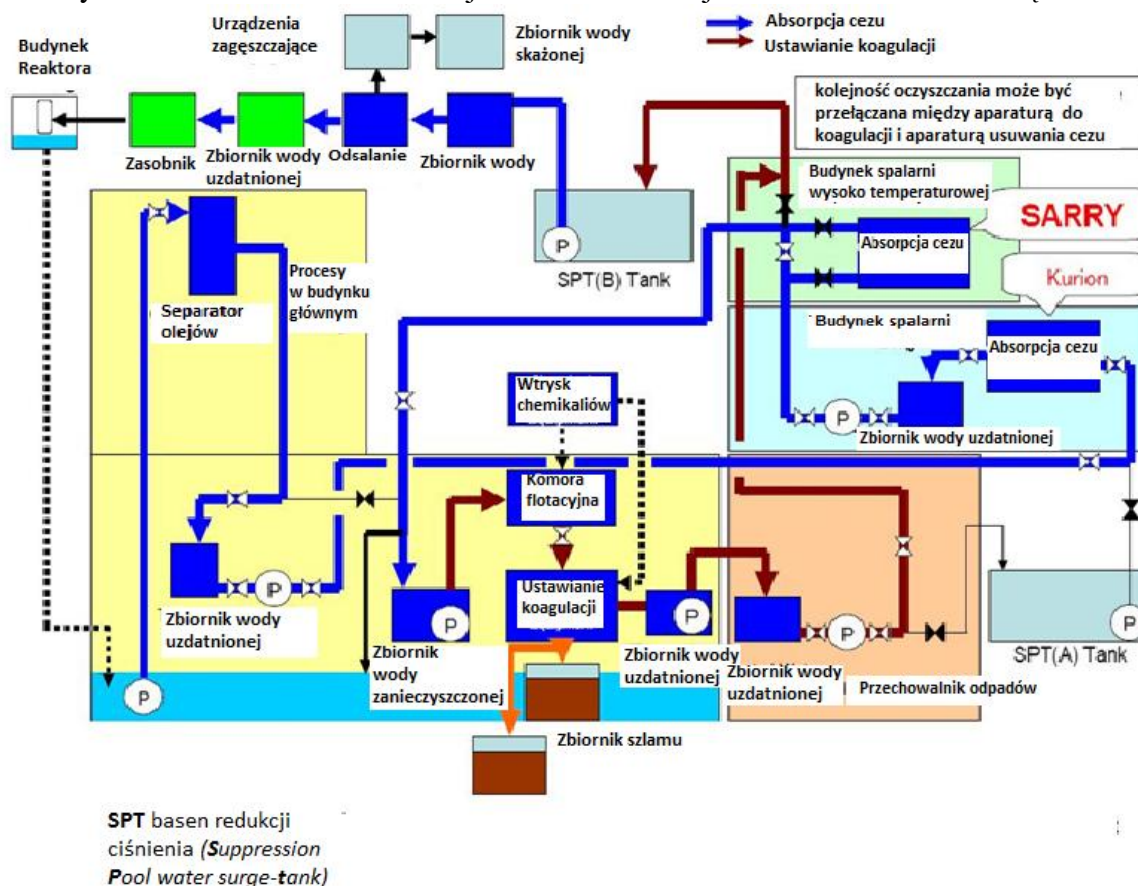 Urządzenia
zagęszczające
Zbiornik wody
skażonej
Absorpcja cezu
Ustawianie koagulacji
Budynek
Reaktora
kolejność oczyszczania może być
przełączana między aparaturą do
koagulacji i aparaturą usuwania cezu
Zasobnik
Zbiornik wody
uzdatnionej
Odsalanie
Zbiornik wody
Budynek spalarni
wysoko temperaturowej
SARRY
Absorpcja cezu
P
SPT(B) Tank
Kurion
Procesy
w budynku
głównym
Separator
olejów
Budynek spalarni
Absorpcja cezu
Wtrysk
chemikaliów
P
Zbiornik wody uzdatnionej
Komora
flotacyjna
Ustawianie
koagulacji
P
Zbiornik wody
uzdatnionej
P
P
P
P
SPT(A) Tank
Zbiornik
wody
zanieczyszczonej
Zbiornik wody
uzdatnionej
Zbiornik wody
uzdatnionej
Przechowalnik odpadów
P
Zbiornik szlamu
SPT basen redukcji
ciśnienia (Suppression
Pool water surge-tank)